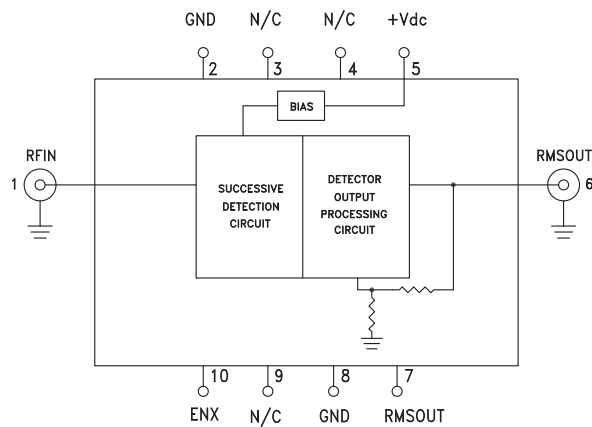 GND N/C N/C +Vdc
2 3 4 5
BIAS
RFIN
1
SUCCESSIVE
DETECTION
CIRCUIT
DETECTOR
OUTPUT
PROCESSING
CIRCUIT
RMSOUT
6
10 9 8 7
ENX N/C GND RMSOUT